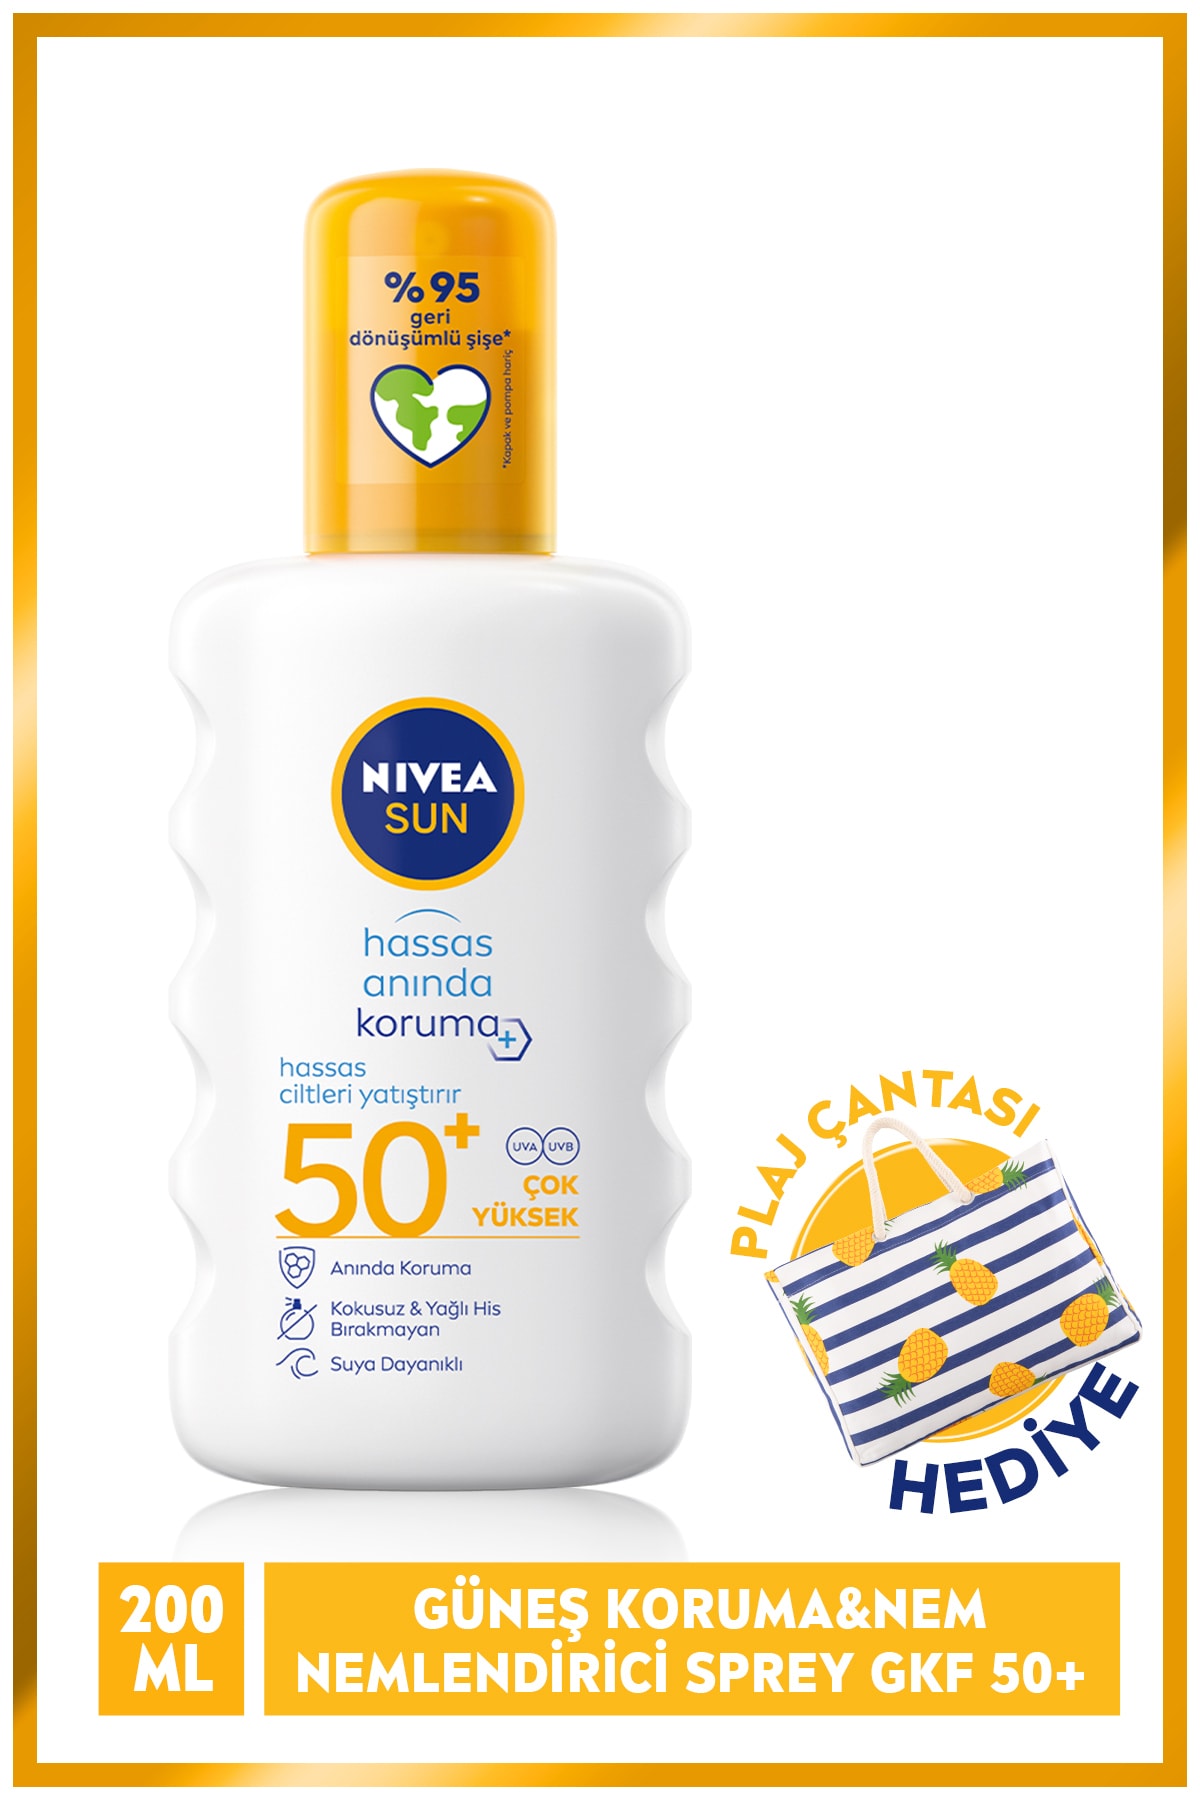 %95
geri
dönüşümlü şişe*
*Kapak ve pompa hariç
NIVEA
SUN
hassas
anında
koruma+
hassas
ciltleri yatıştırır
50+
UVA UVB
ÇOK
YÜKSEK
Anında Koruma
Kokusuz & Yağlı His
Bırakmayan
Suya Dayanıklı
PLAJ ÇANTASI
HEDİYE
200
ML
GÜNEŞ KORUMA&NEM
NEMLENDİRİCİ SPREY GKF 50+